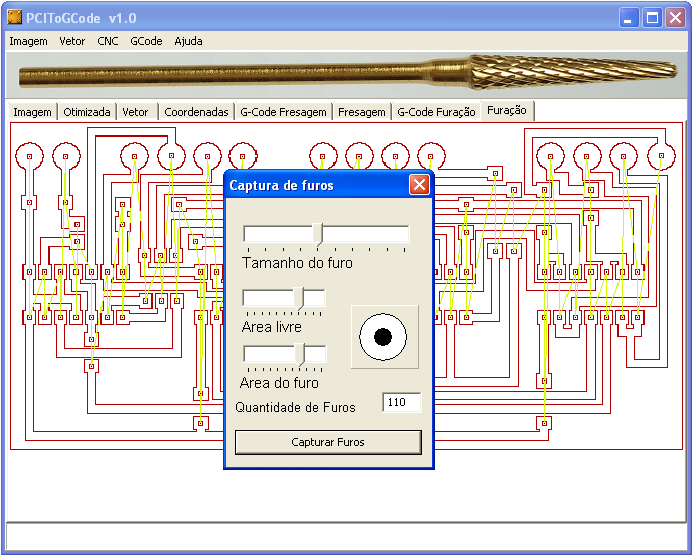 PCIToGCode v1.0
Imagem Vetor CNC GCode Ajuda
Imagem Otimizada Vetor Coordenadas G-Code Fresagem Fresagem G-Code Furação Furação
Captura de furos
Tamanho do furo
Area livre
Area do furo
Quantidade de Furos 110
Capturar Furos